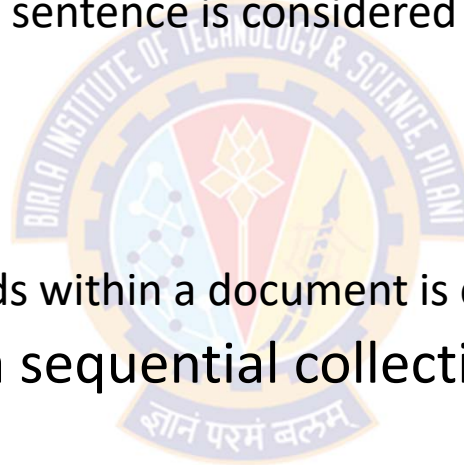 sentence is considered
BIRLA INSTITUTE OF TECHNOLOGY & SCIENCE, PILANI
ds within a document is
sequential collecti
ज्ञानं परमं बलम्